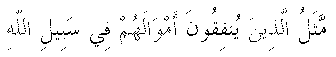 مَّثَلُ الَّذِينَ يُنفِقُونَ أَمْوَالَهُمْ فِي سَبِيلِ اللَّهِ